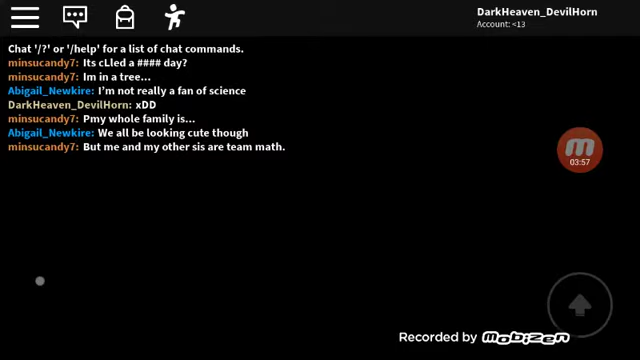 DarkHeaven_DevilHorn
Account: <13
Chat '/?' or '/help' for a list of chat commands.
minsucandy7: Its cLled a #### day?
minsucandy7: Im in a tree...
Abigail_Newkire: I'm not really a fan of science
DarkHeaven_DevilHorn: xDD
minsucandy7: Pmy whole family is...
Abigail_Newkire: We all be looking cute though
minsucandy7: But me and my other sis are team math.
03:57
Recorded by Mobizen